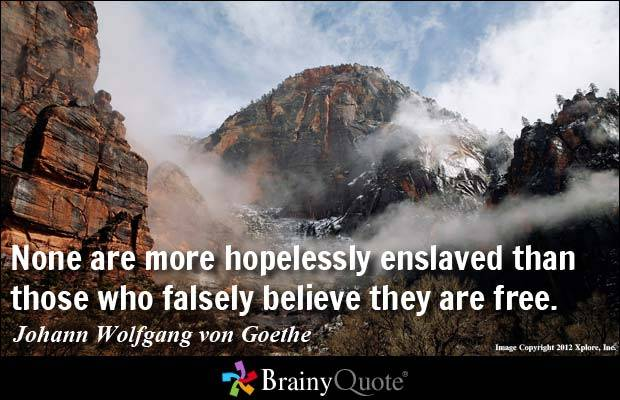 None are more hopelessly enslaved than
those who falsely believe they are free.
Johann Wolfgang von Goethe
Image Copyright 2012 Xplore, Inc.
BrainyQuote®